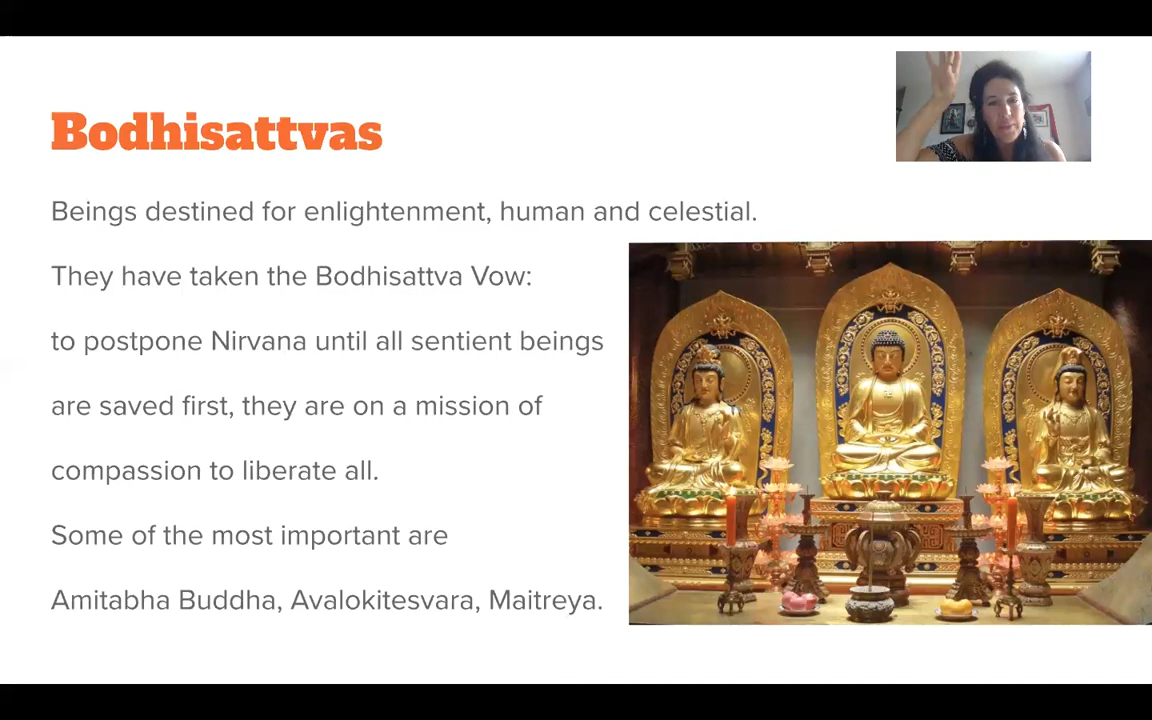 Bodhisattvas
Beings destined for enlightenment, human and celestial.
They have taken the Bodhisattva Vow:
to postpone Nirvana until all sentient beings
are saved first, they are on a mission of
compassion to liberate all.
Some of the most important are
Amitabha Buddha, Avalokitesvara, Maitreya.